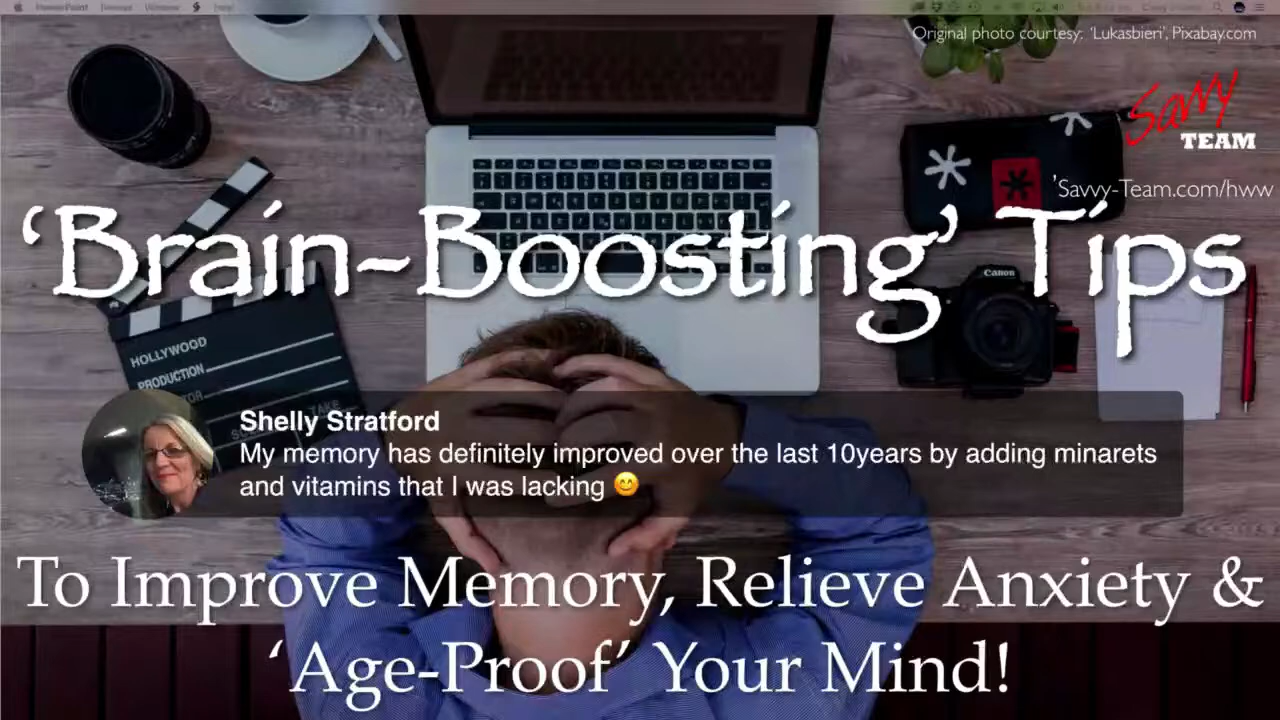 Original photo courtesy: 'Lukasbieri', Pixabay.com
Savvy
TEAM
'Savvy-Team.com/hww
‘Brain-Boosting’ Tips
Canon
HOLLYWOOD
PRODUCTION
TAKE
Shelly Stratford
My memory has definitely improved over the last 10years by adding minarets
and vitamins that I was lacking 😊
To Improve Memory, Relieve Anxiety &
‘Age-Proof’ Your Mind!